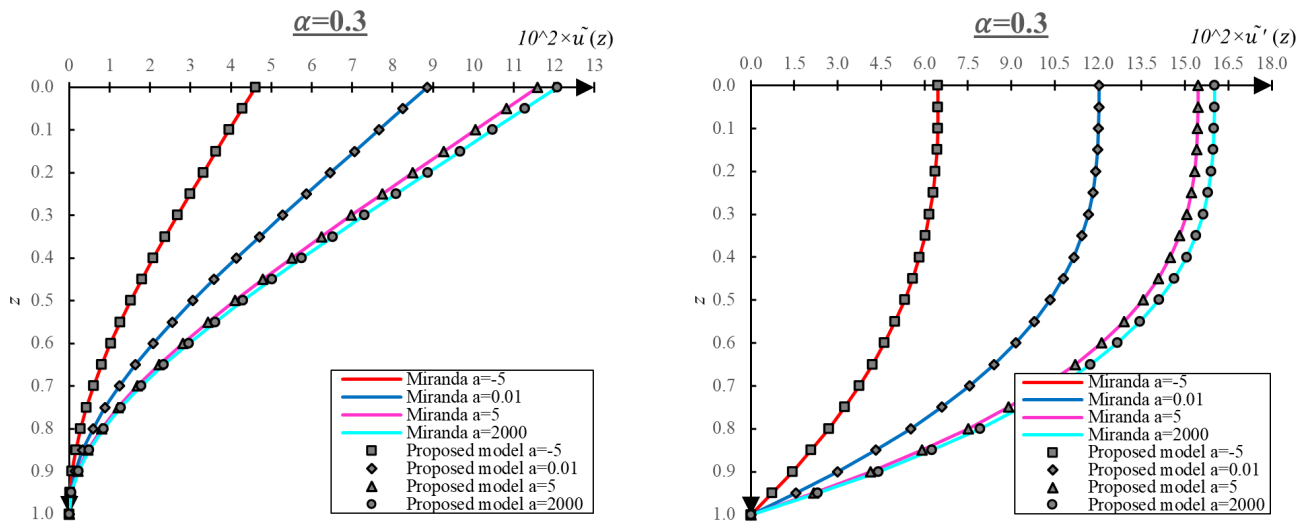 α=0.3
10^2×ũ (z)
0 1 2 3 4 5 6 7 8 9 10 11 12 13
0.0
0.1
0.2
0.3
0.4
0.5
0.6
0.7
0.8
0.9
1.0
z
Miranda a=-5
Miranda a=0.01
Miranda a=5
Miranda a=2000
Proposed model a=-5
Proposed model a=0.01
Proposed model a=5
Proposed model a=2000
α=0.3
10^2×ũ' (z)
0.0 1.5 3.0 4.5 6.0 7.5 9.0 10.5 12.0 13.5 15.0 16.5 18.0
0.0
0.1
0.2
0.3
0.4
0.5
0.6
0.7
0.8
0.9
1.0
z
Miranda a=-5
Miranda a=0.01
Miranda a=5
Miranda a=2000
Proposed model a=-5
Proposed model a=0.01
Proposed model a=5
Proposed model a=2000